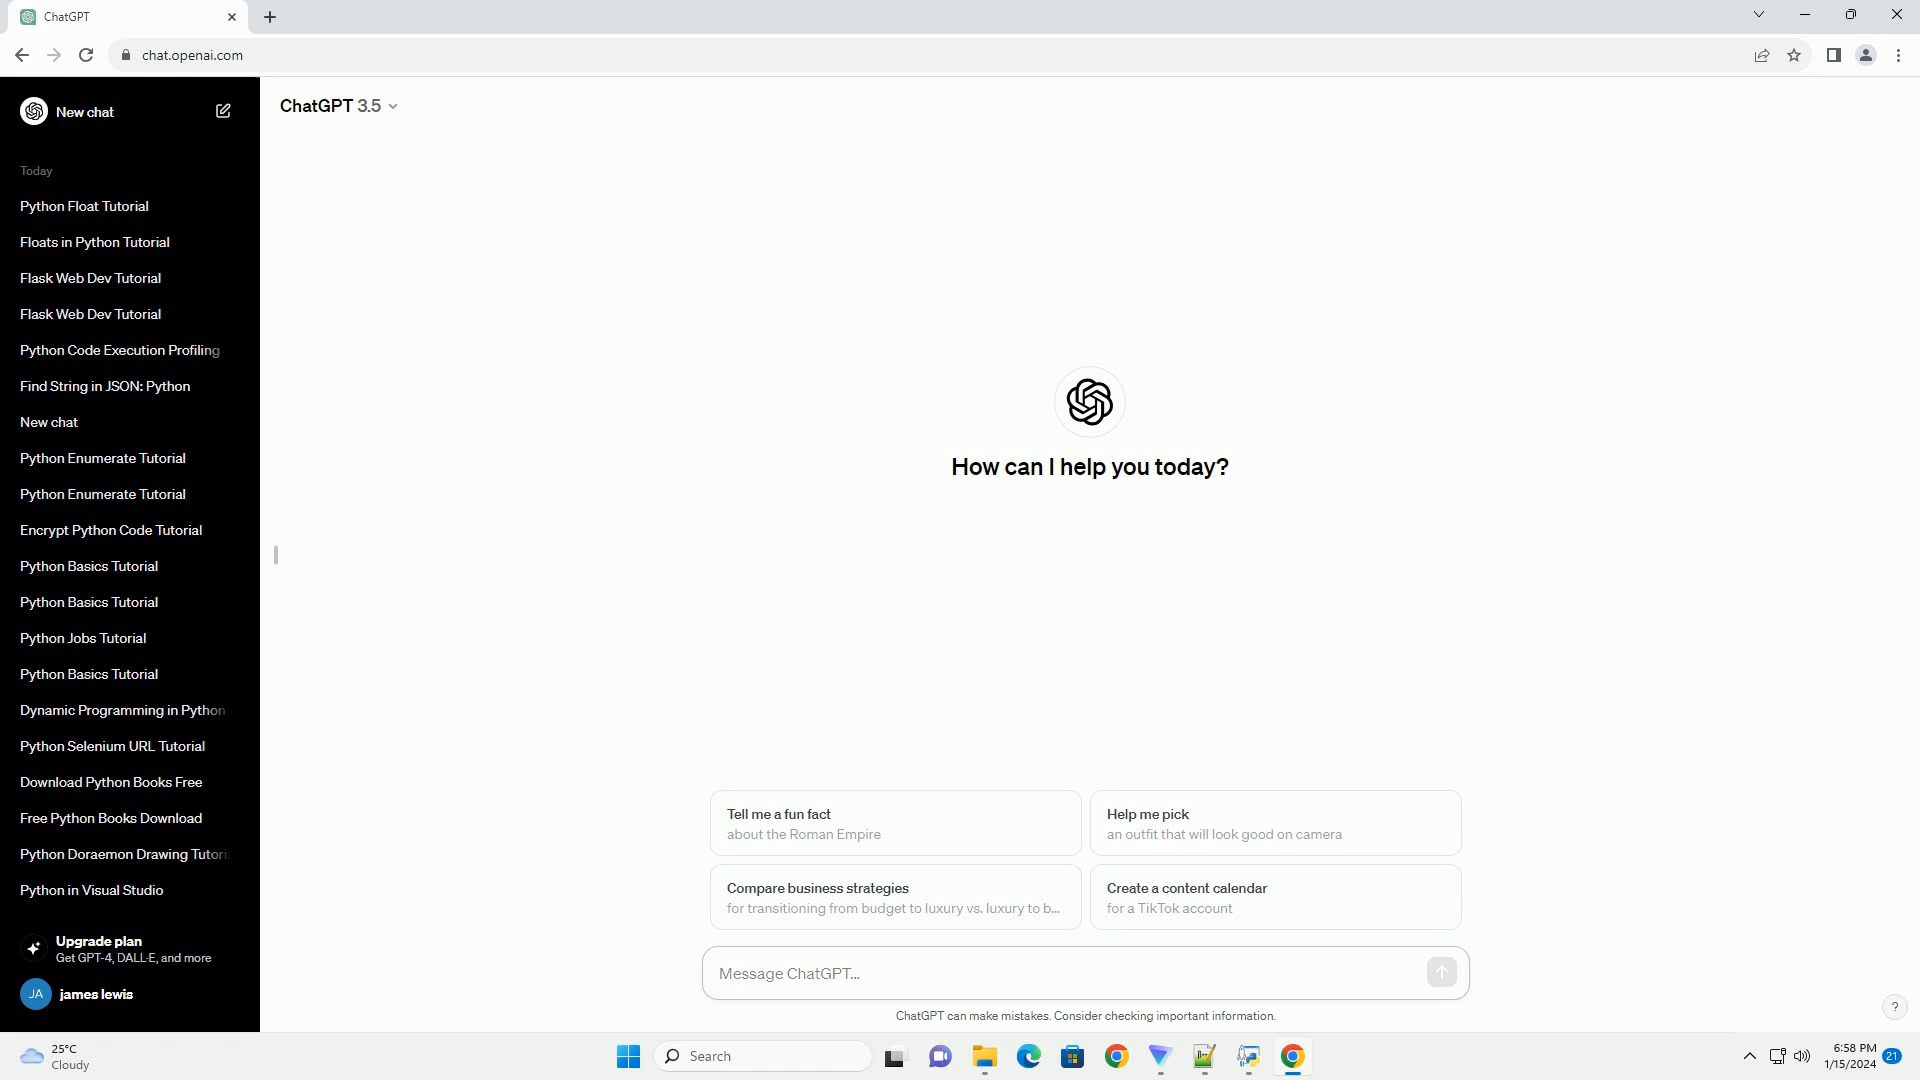 ChatGPT
chat.openai.com
New chat
ChatGPT 3.5
Today
Python Float Tutorial
Floats in Python Tutorial
Flask Web Dev Tutorial
Flask Web Dev Tutorial
Python Code Execution Profiling
Find String in JSON: Python
New chat
Python Enumerate Tutorial
Python Enumerate Tutorial
Encrypt Python Code Tutorial
Python Basics Tutorial
Python Basics Tutorial
Python Jobs Tutorial
Python Basics Tutorial
Dynamic Programming in Python
Python Selenium URL Tutorial
Download Python Books Free
Free Python Books Download
Python Doraemon Drawing Tutori
Python in Visual Studio
Upgrade plan
Get GPT-4, DALL·E, and more
JA james lewis
How can I help you today?
Tell me a fun fact
about the Roman Empire
Help me pick
an outfit that will look good on camera
Compare business strategies
for transitioning from budget to luxury vs. luxury to b...
Create a content calendar
for a TikTok account
Message ChatGPT...
ChatGPT can make mistakes. Consider checking important information.
?
25°C
Cloudy
Search
6:58 PM
1/15/2024
21